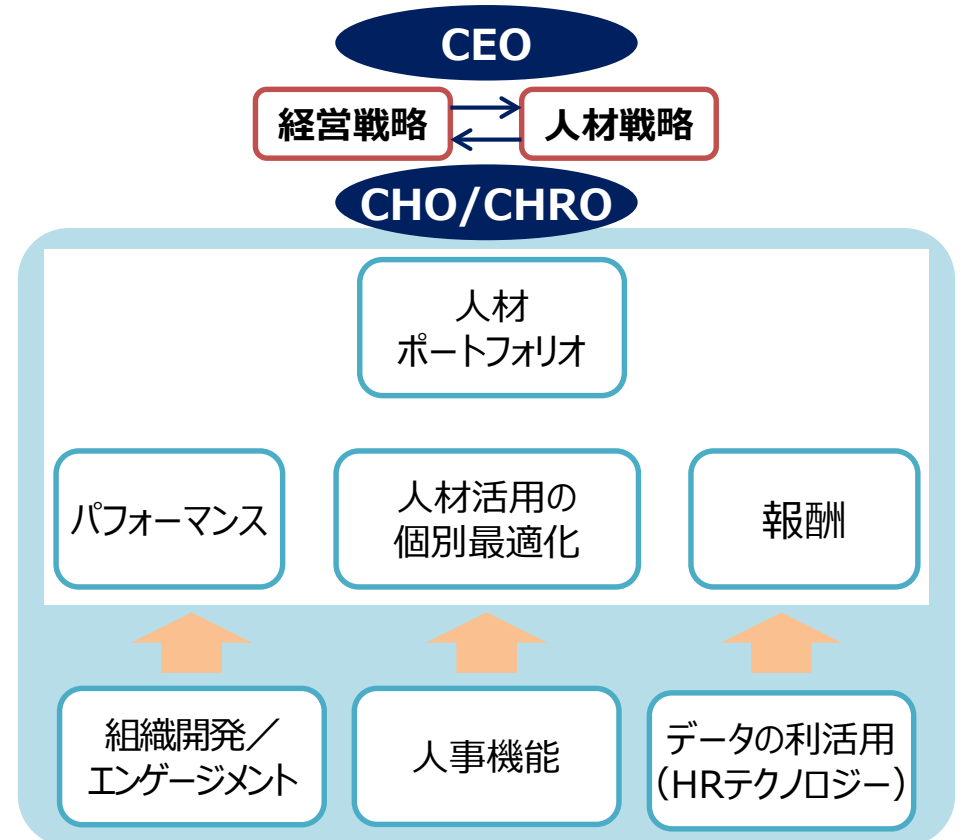 CEO
経営戦略
人材戦略
CHO/CHRO
人材
ポートフォリオ
パフォーマンス
人材活用の
個別最適化
報酬
組織開発／
エンゲージメント
人事機能
データの利活用
（HRテクノロジー）